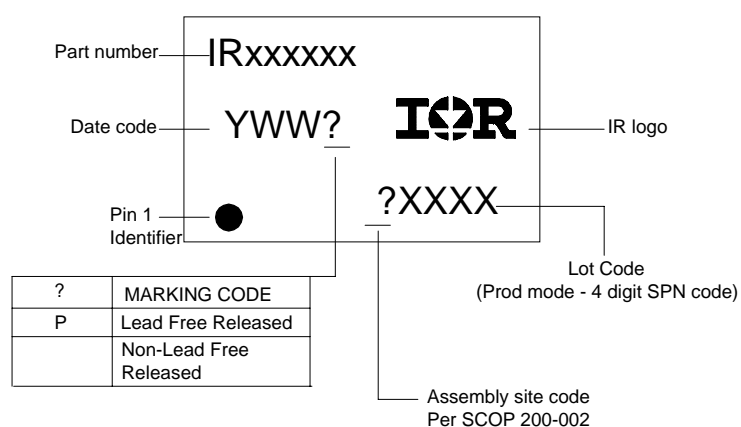 Part number
IRxxxxxx
Date code
YWW?
IOR
IR logo
?XXXX
Pin 1
Identifier
Lot Code
(Prod mode - 4 digit SPN code)
? MARKING CODE
P Lead Free Released
Non-Lead Free
Released
Assembly site code
Per SCOP 200-002